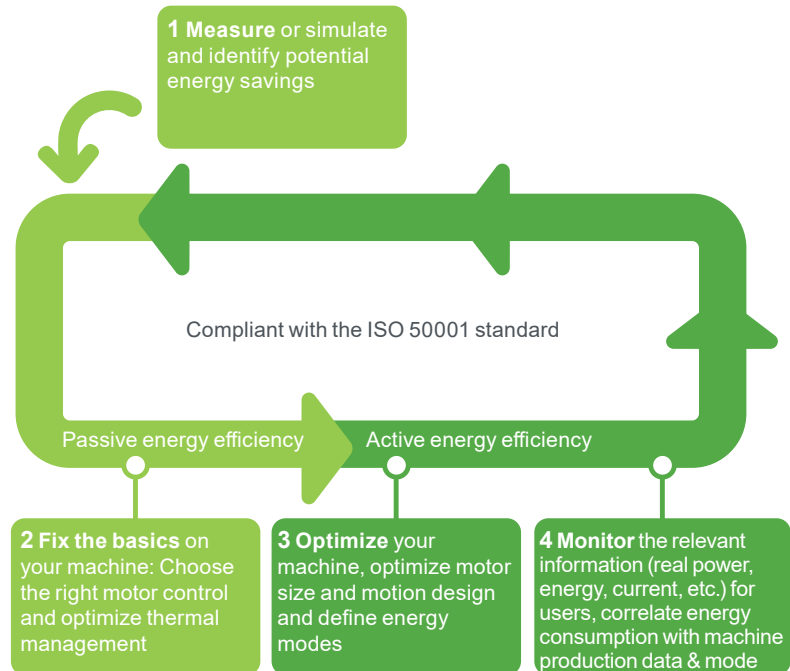 1 Measure or simulate
and identify potential
energy savings
Compliant with the ISO 50001 standard
Passive energy efficiency
Active energy efficiency
2 Fix the basics on
your machine: Choose
the right motor control
and optimize thermal
management
3 Optimize your
machine, optimize motor
size and motion design
and define energy
modes
4 Monitor the relevant
information (real power,
energy, current, etc.) for
users, correlate energy
consumption with machine
production data & mode